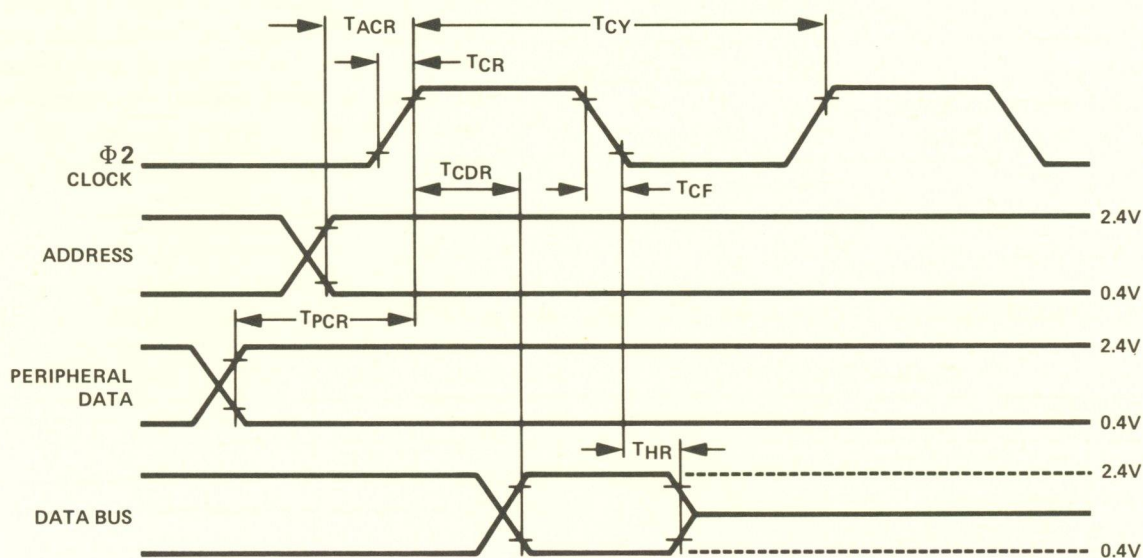 TACR
TCY
TCR
Φ2
CLOCK
TCDR
TCF
2.4V
ADDRESS
0.4V
TPCR
2.4V
PERIPHERAL
DATA
0.4V
THR
2.4V
DATA BUS
0.4V